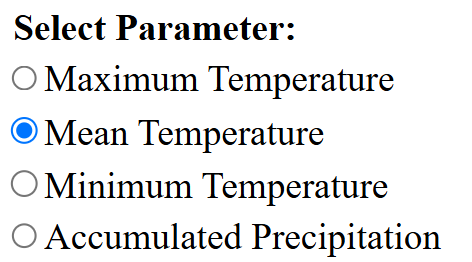 Select Parameter:
Maximum Temperature
Mean Temperature
Minimum Temperature
Accumulated Precipitation